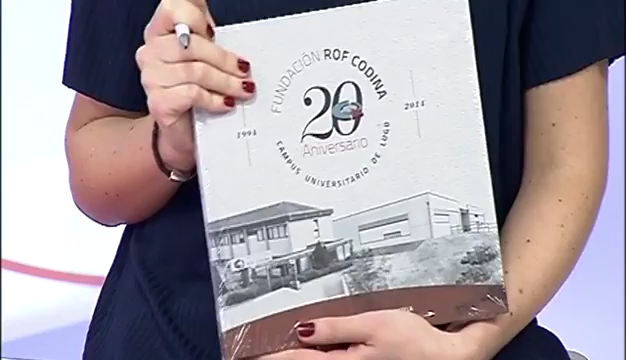 FUNDACIÓN ROF CODINA
20
1994
2014
Aniversario
CAMPUS UNIVERSITARIO DE LUGO